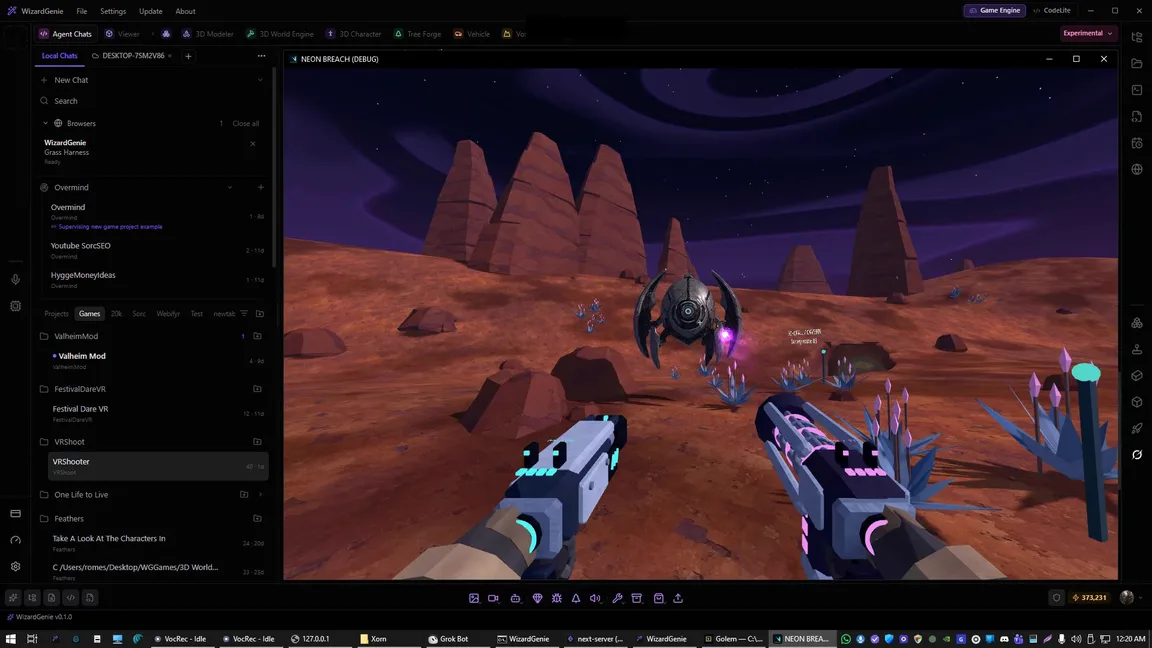 WizardGenie File Settings Update About
Game Engine
CodeLite
Agent Chats Viewer 3D Modeler 3D World Engine 3D Character Tree Forge Vehicle
Experimental
Local Chats DESKTOP-7SM2V86
NEON BREACH (DEBUG)
New Chat
Search
Browsers 1 Close all
WizardGenie
Grass Harness
Ready
Overmind
Overmind
Overmind
1 · 8d
Supervising new game project example
Youtube SorcSEO
Overmind
2 · 11d
HyggeMoneyIdeas
Overmind
1 · 11d
Projects Games 20k Sorc Webifyr Test newtab
ValheimMod 1
Valheim Mod
ValheimMod
4 · 9d
FestivalDareVR
Festival Dare VR
FestivalDareVR
12 · 11d
VRShoot
VRShooter
VRShoot
One Life to Live
Feathers
Take A Look At The Characters In
Feathers
24 · 20d
C /Users/romes/Desktop/WGGames/3D World...
Feathers
33 · 25d
373,231
WizardGenie v0.1.0
VocRec - Idle VocRec - Idle 127.0.0.1 Xorn Grok Bot WizardGenie next-server (... WizardGenie Golem — C:\... NEON BREA... 12:20 AM